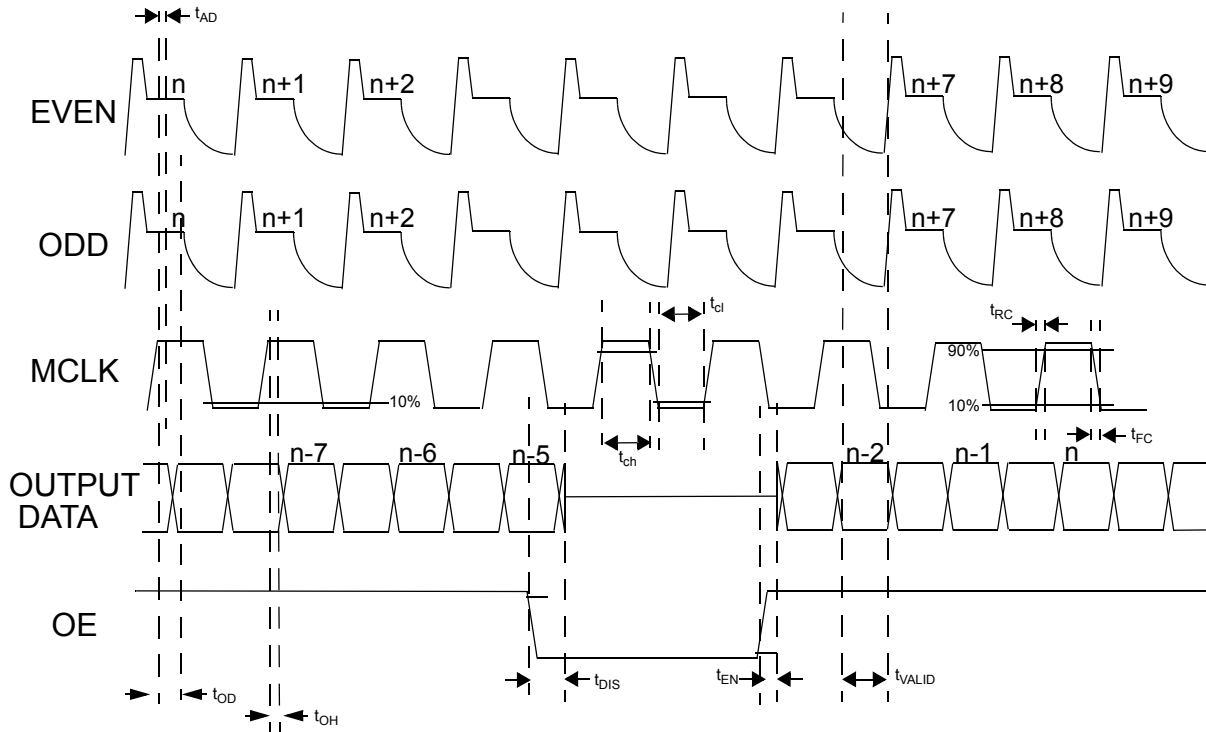 tAD
EVEN n n+1 n+2 n+7 n+8 n+9
ODD n n+1 n+2 n+7 n+8 n+9
tcl
tRC
MCLK
90%
10%
10%
tch
tFC
OUTPUT DATA
n-7 n-6 n-5 n-2 n-1 n
OE
tOD
tOH
tDIS
tEN
tVALID